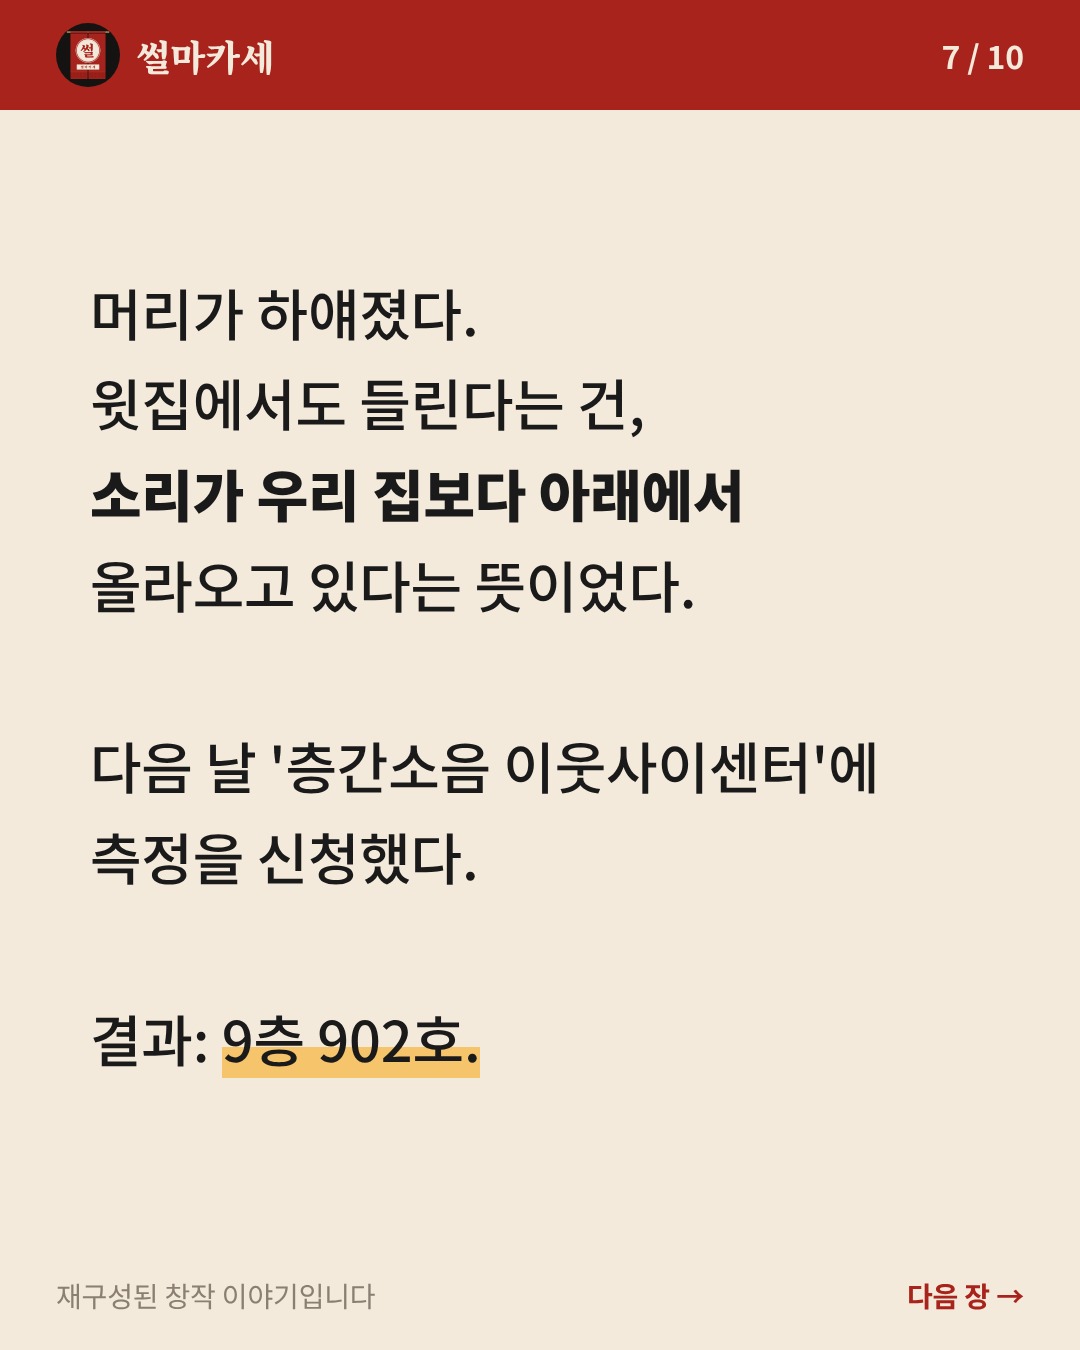 썰
썰마카세
7 / 10
머리가 하얘졌다.
윗집에서도 들린다는 건,
소리가 우리 집보다 아래에서
올라오고 있다는 뜻이었다.
다음 날 '층간소음 이웃사이센터'에
측정을 신청했다.
결과: 9층 902호.
재구성된 창작 이야기입니다
다음 장 →